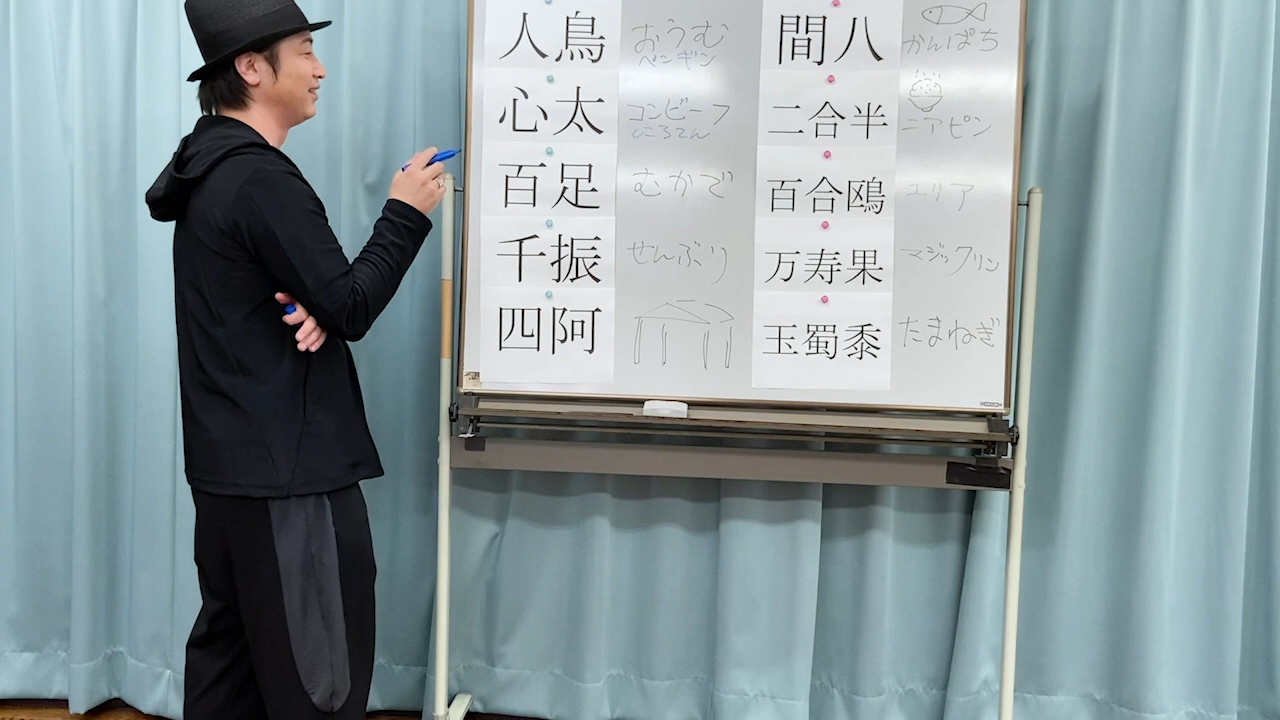 人鳥
おうむ
ペンギン
心太
コンビーフ
ところてん
百足
むかで
千振
せんぶり
四阿
間八
かんぱち
二合半
ニアピン
百合鴎
エリア
万寿果
マジックリン
玉蜀黍
たまねぎ